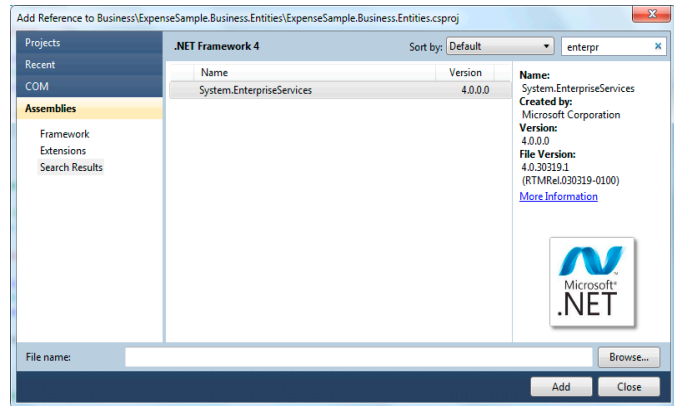 Add Reference to Business\ExpenseSample.Business.Entities\ExpenseSample.Business.Entities.csproj
Projects
Recent
COM
Assemblies
Framework
Extensions
Search Results
.NET Framework 4
Sort by: Default
enterpr
Name Version
System.EnterpriseServices 4.0.0.0
Name:
System.EnterpriseServices
Created by:
Microsoft Corporation
Version:
4.0.0.0
File Version:
4.0.30319.1
(RTMRel.030319-0100)
More Information
Microsoft®
.NET
File name:
Browse...
Add Close